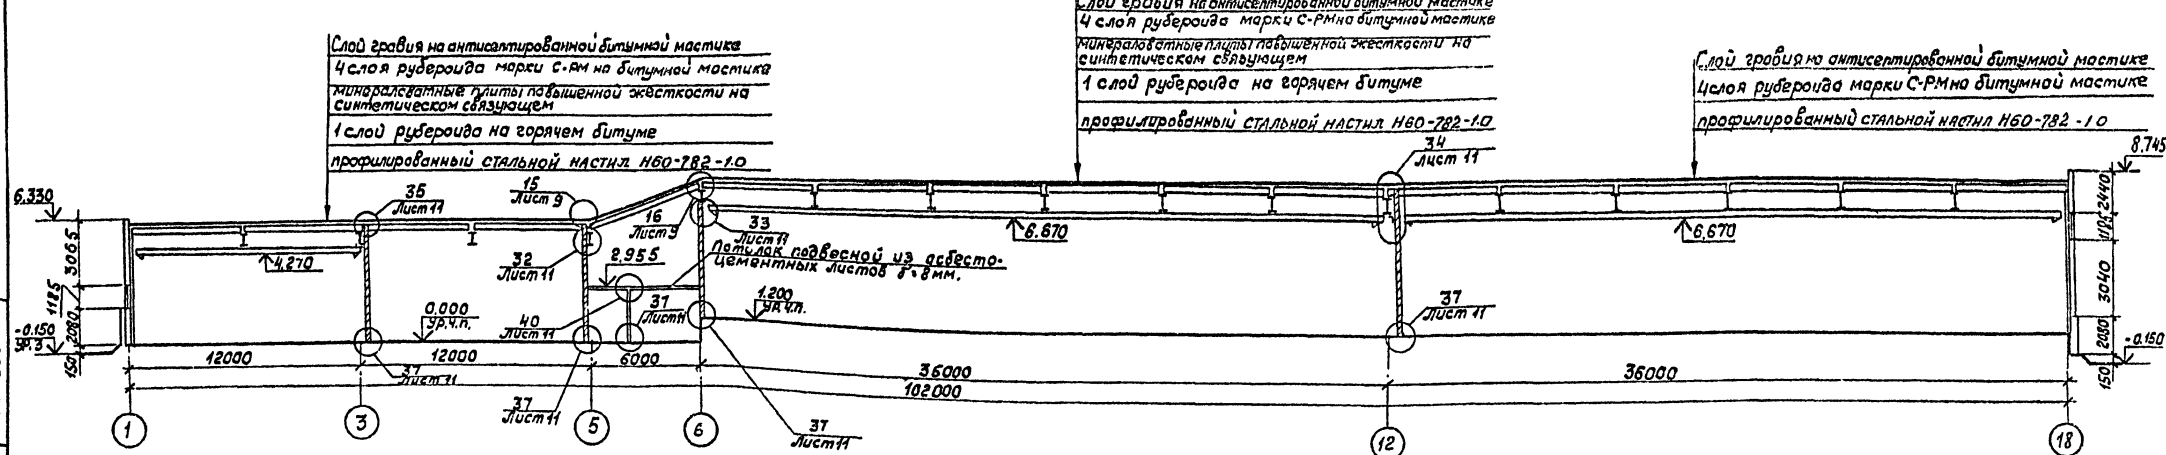 Слой гравия на антисептированной битумной мастике
4 слоя рубероида марки С-РМ на битумной мастике
минераловатные плиты повышенной жесткости на
синтетическом связующем
1 слой рубероида на горячем битуме
профилированный стальной настил Н60-782-1.0
Слой гравия на антисептированной битумной мастике
4 слоя рубероида марки С-РМ на битумной мастике
минераловатные плиты повышенной жесткости на
синтетическом связующем
1 слой рубероида на горячем битуме
профилированный стальной настил Н60-782-1.0
Слой гравия на антисептированной битумной мастике
4 слоя рубероида марки С-РМ на битумной мастике
профилированный стальной настил Н60-782-1.0
34
Лист 11
8.745
6.330
35
Лист 11
15
Лист 9
16
Лист 9
33
Лист 11
32
Лист 11
4.270
2.955
Потолок подвесной из асбесто-
цементных листов δ=8мм.
6.670
6.670
3065
1185
2080
150
-0.150
ур.з
0.000
ур.ч.п.
40
Лист 11
37
Лист 11
1.200
ур.ч.п.
37
Лист 11
2440
3040
2080
150
-0.150
12000
12000
6000
36000
36000
102000
37
Лист 11
37
Лист 11
37
Лист 11
1
3
5
6
12
18